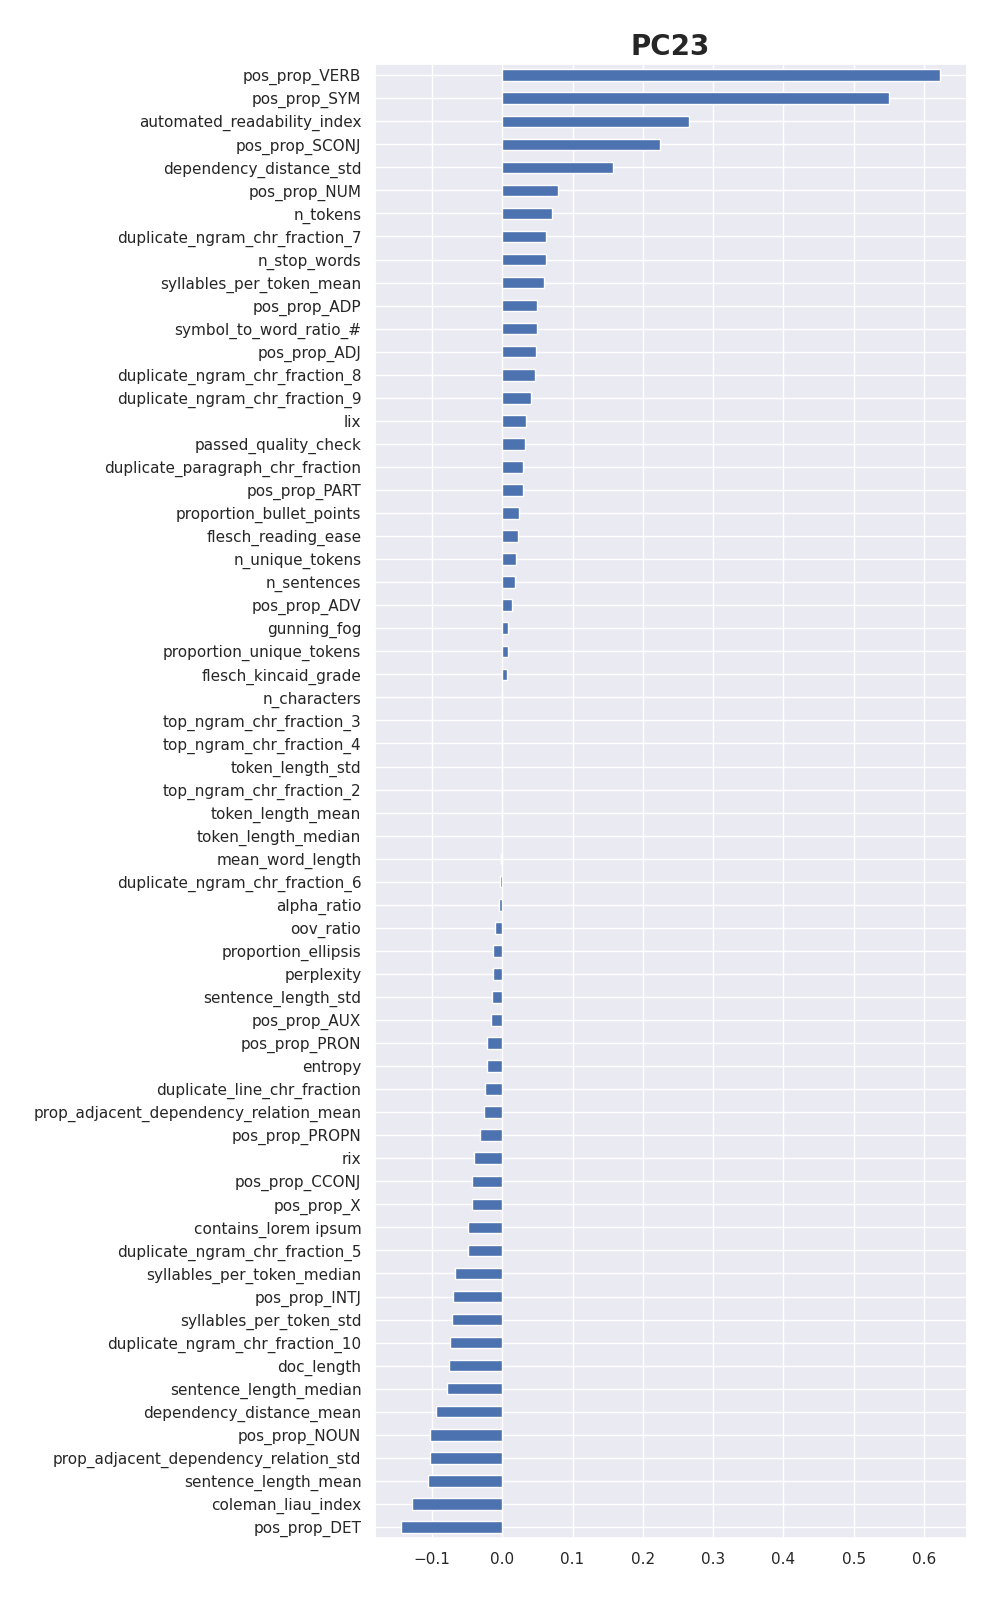 PC23
pos_prop_VERB
pos_prop_SYM
automated_readability_index
pos_prop_SCONJ
dependency_distance_std
pos_prop_NUM
n_tokens
duplicate_ngram_chr_fraction_7
n_stop_words
syllables_per_token_mean
pos_prop_ADP
symbol_to_word_ratio_#
pos_prop_ADJ
duplicate_ngram_chr_fraction_8
duplicate_ngram_chr_fraction_9
lix
passed_quality_check
duplicate_paragraph_chr_fraction
pos_prop_PART
proportion_bullet_points
flesch_reading_ease
n_unique_tokens
n_sentences
pos_prop_ADV
gunning_fog
proportion_unique_tokens
flesch_kincaid_grade
n_characters
top_ngram_chr_fraction_3
top_ngram_chr_fraction_4
token_length_std
top_ngram_chr_fraction_2
token_length_mean
token_length_median
mean_word_length
duplicate_ngram_chr_fraction_6
alpha_ratio
oov_ratio
proportion_ellipsis
perplexity
sentence_length_std
pos_prop_AUX
pos_prop_PRON
entropy
duplicate_line_chr_fraction
prop_adjacent_dependency_relation_mean
pos_prop_PROPN
rix
pos_prop_CCONJ
pos_prop_X
contains_lorem ipsum
duplicate_ngram_chr_fraction_5
syllables_per_token_median
pos_prop_INTJ
syllables_per_token_std
duplicate_ngram_chr_fraction_10
doc_length
sentence_length_median
dependency_distance_mean
pos_prop_NOUN
prop_adjacent_dependency_relation_std
sentence_length_mean
coleman_liau_index
pos_prop_DET
−0.1 0.0 0.1 0.2 0.3 0.4 0.5 0.6